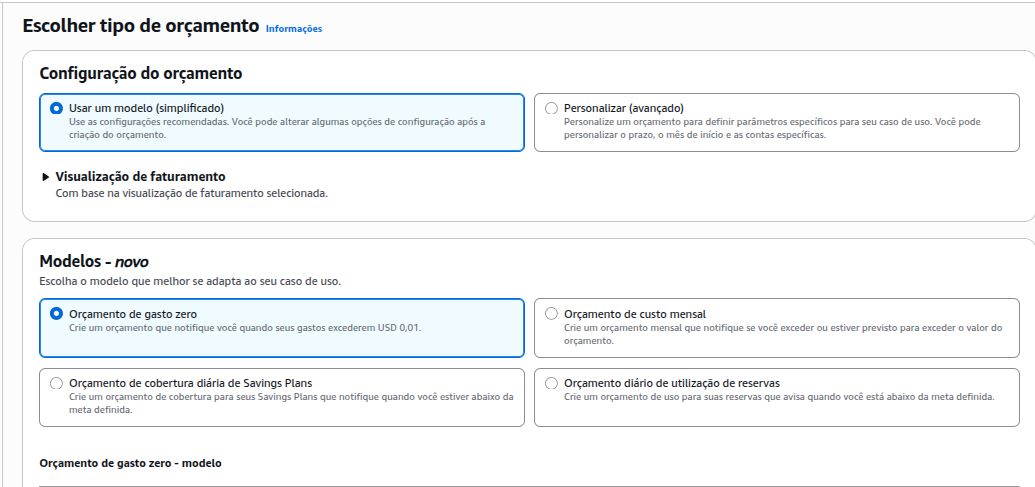 Escolher tipo de orçamento Informações
Configuração do orçamento
Usar um modelo (simplificado)
Use as configurações recomendadas. Você pode alterar algumas opções de configuração após a
criação do orçamento.
Personalizar (avançado)
Personalize um orçamento para definir parâmetros específicos para seu caso de uso. Você pode
personalizar o prazo, o mês de início e as contas específicas.
Visualização de faturamento
Com base na visualização de faturamento selecionada.
Modelos - novo
Escolha o modelo que melhor se adapta ao seu caso de uso.
Orçamento de gasto zero
Crie um orçamento que notifique você quando seus gastos excederem USD 0,01.
Orçamento de custo mensal
Crie um orçamento mensal que notifique se você exceder ou estiver previsto para exceder o valor do
orçamento.
Orçamento de cobertura diária de Savings Plans
Crie um orçamento de cobertura para seus Savings Plans que notifique quando você estiver abaixo da
meta definida.
Orçamento diário de utilização de reservas
Crie um orçamento de uso para suas reservas que avisa quando você está abaixo da meta definida.
Orçamento de gasto zero - modelo